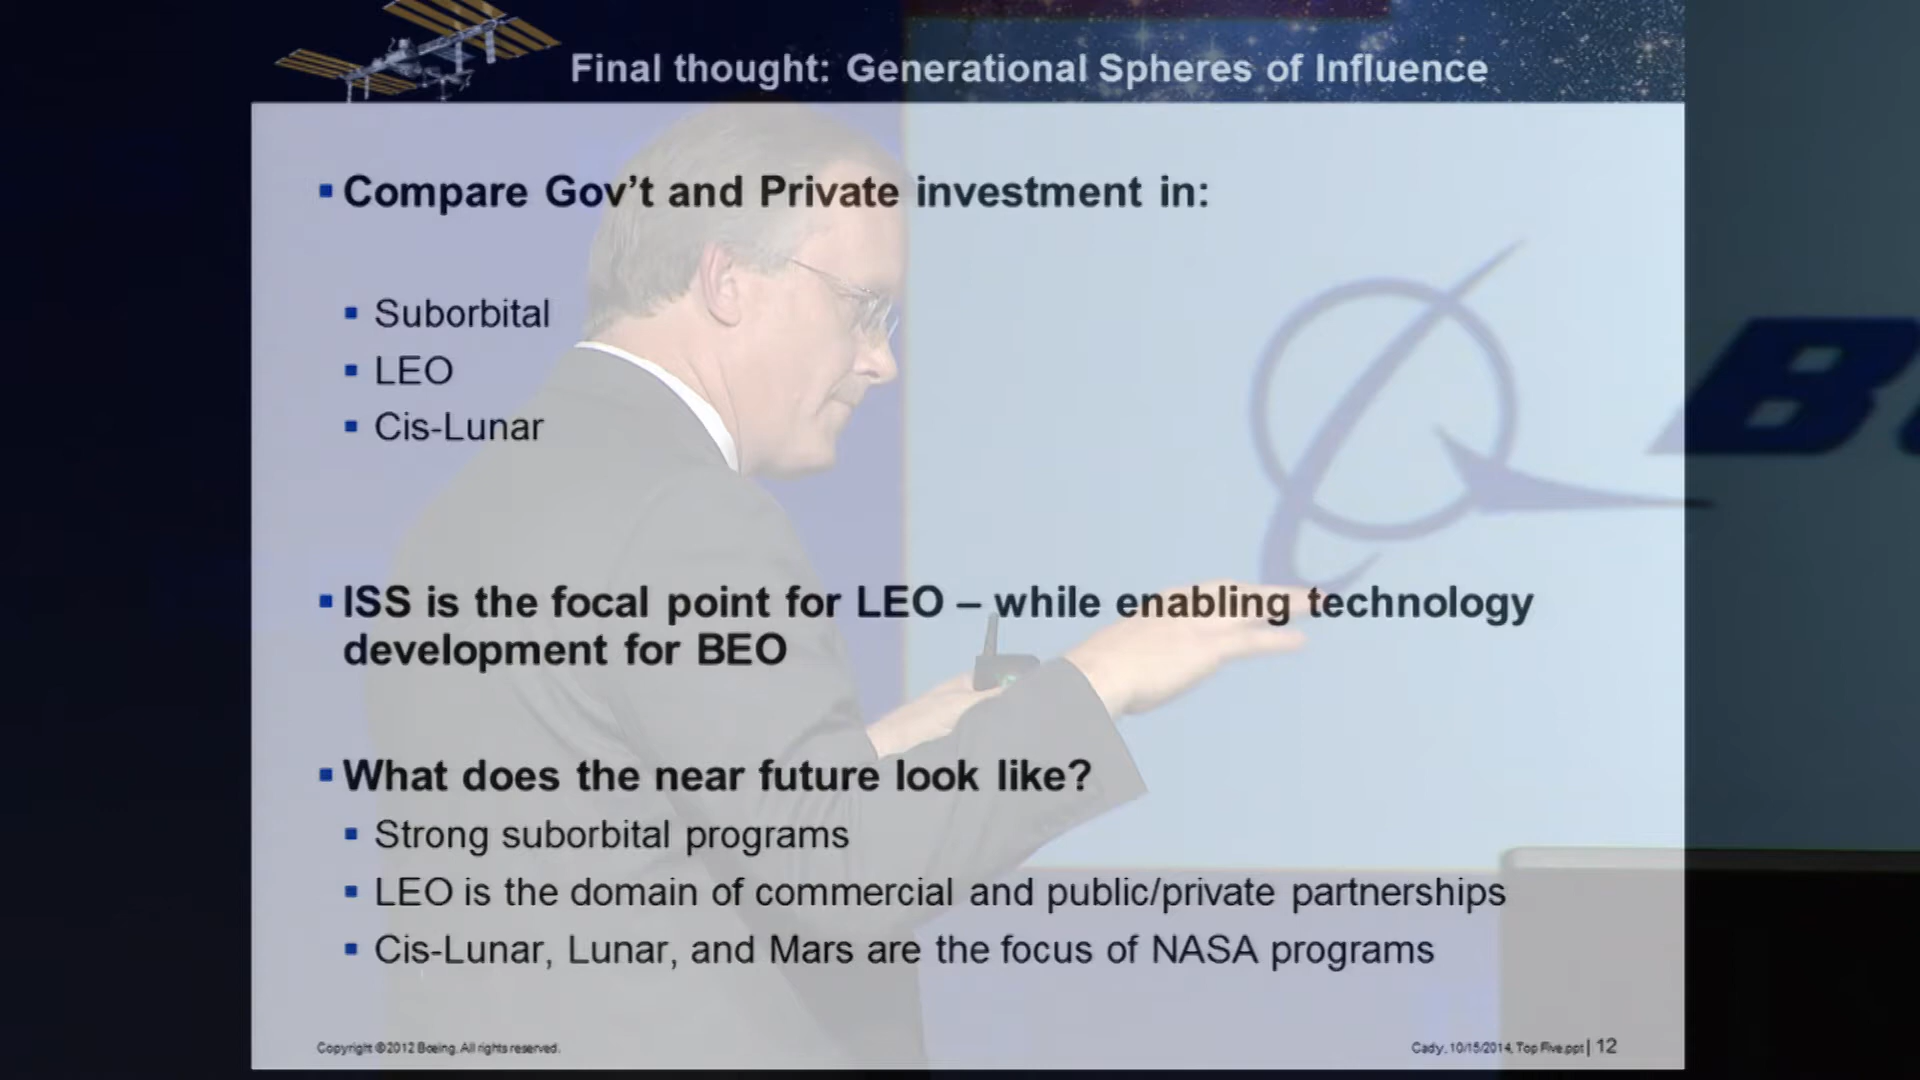 Final thought: Generational Spheres of Influence
▪ Compare Gov't and Private investment in:
▪ Suborbital
▪ LEO
▪ Cis-Lunar
▪ ISS is the focal point for LEO – while enabling technology
development for BEO
▪ What does the near future look like?
▪ Strong suborbital programs
▪ LEO is the domain of commercial and public/private partnerships
▪ Cis-Lunar, Lunar, and Mars are the focus of NASA programs
Copyright ©2012 Boeing. All rights reserved.
Cady, 10/15/2014, Top Five.ppt | 12